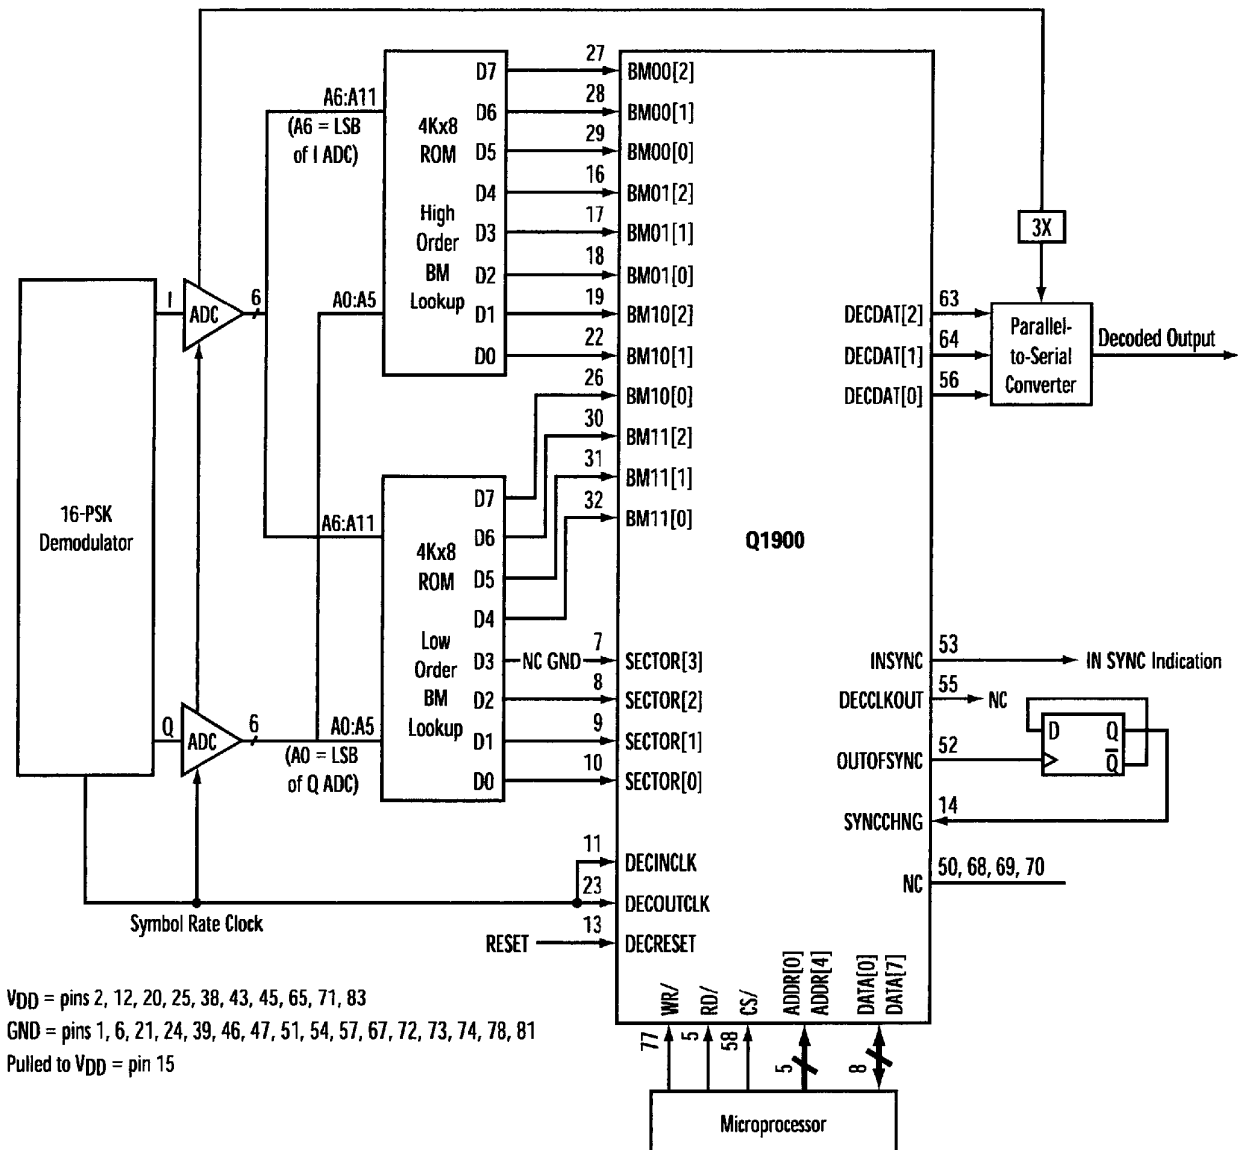 27
D7
BM00[2]
A6:A11
(A6 = LSB
of I ADC)
28
D6
BM00[1]
4Kx8
ROM
29
D5
BM00[0]
16
D4
BM01[2]
High
Order
BM
Lookup
17
D3
BM01[1]
3X
18
D2
BM01[0]
I
ADC
6
A0:A5
19
D1
BM10[2]
DECDAT[2]
63
Parallel-
to-Serial
Converter
Decoded Output
22
D0
BM10[1]
DECDAT[1]
64
26
BM10[0]
DECDAT[0]
56
30
BM11[2]
31
BM11[1]
D7
32
BM11[0]
16-PSK
Demodulator
A6:A11
D6
4Kx8
ROM
D5
Q1900
D4
Low
Order
BM
Lookup
D3
NC GND
7
SECTOR[3]
INSYNC
53
IN SYNC Indication
D2
8
SECTOR[2]
DECCLKOUT
55
NC
Q
ADC
6
A0:A5
(A0 = LSB
of Q ADC)
D1
9
SECTOR[1]
D Q
Q
OUTOFSYNC
52
D0
10
SECTOR[0]
SYNCCHNG
14
11
DECINCLK
NC
50, 68, 69, 70
23
DECOUTCLK
Symbol Rate Clock
RESET
13
DECRESET
WR/
RD/
CS/
ADDR[0]
ADDR[4]
DATA[0]
DATA[7]
VDD = pins 2, 12, 20, 25, 38, 43, 45, 65, 71, 83
GND = pins 1, 6, 21, 24, 39, 46, 47, 51, 54, 57, 67, 72, 73, 74, 78, 81
Pulled to VDD = pin 15
77
5
58
5
8
Microprocessor